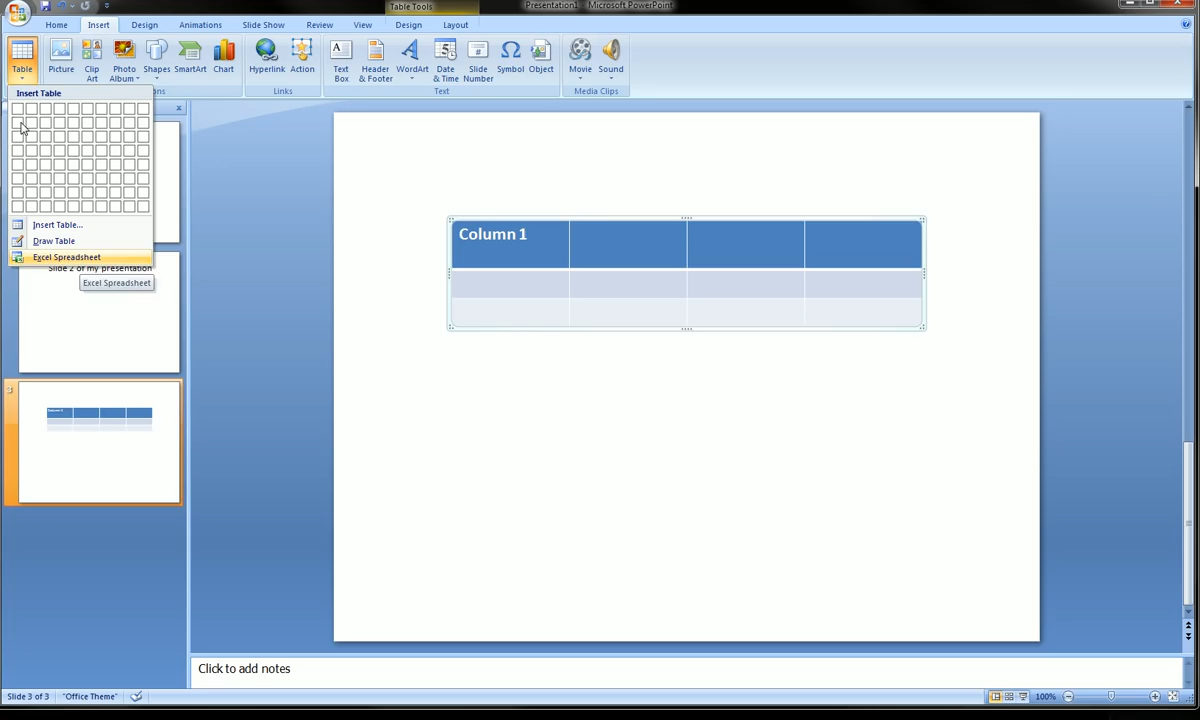 Table Tools
Presentation1 - Microsoft PowerPoint
Home Insert Design Animations Slide Show Review View Design Layout
Table Picture Clip Art Photo Album Shapes SmartArt Chart Hyperlink Action Text Box Header & Footer WordArt Date & Time Slide Number Symbol Object Movie Sound
Links Text Media Clips
Insert Table
Insert Table...
Draw Table
Excel Spreadsheet
Slide 2 of my presentation
Excel Spreadsheet
3
Column 1
Column 1
Click to add notes
Slide 3 of 3 "Office Theme" 100%